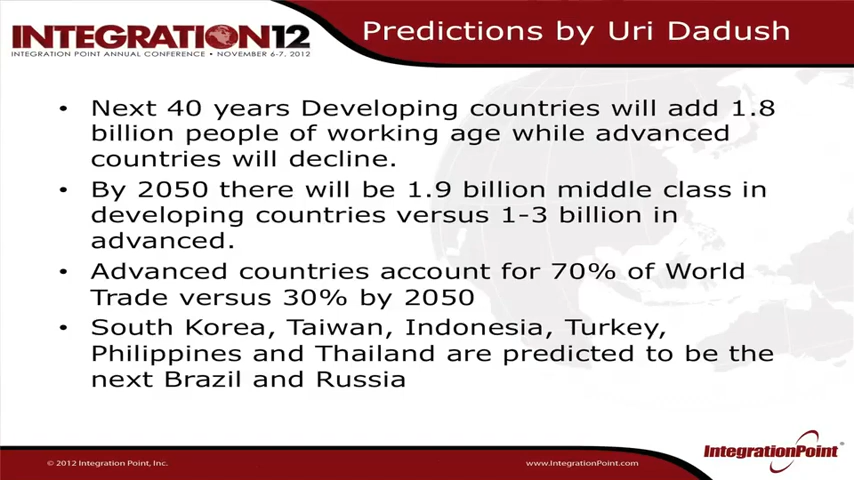 INTEGRATION12
INTEGRATION POINT ANNUAL CONFERENCE • NOVEMBER 6-7, 2012
Predictions by Uri Dadush
• Next 40 years Developing countries will add 1.8
billion people of working age while advanced
countries will decline.
• By 2050 there will be 1.9 billion middle class in
developing countries versus 1-3 billion in
advanced.
• Advanced countries account for 70% of World
Trade versus 30% by 2050
• South Korea, Taiwan, Indonesia, Turkey,
Philippines and Thailand are predicted to be the
next Brazil and Russia
© 2012 Integration Point, Inc.
www.IntegrationPoint.com
IntegrationPoint®